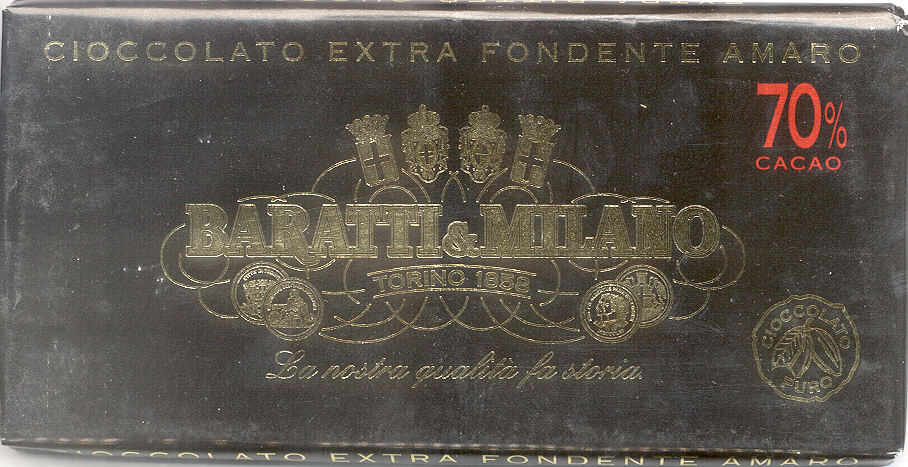 CIOCCOLATO EXTRA FONDENTE AMARO
70%
CACAO
BARATTI & MILANO
TORINO 1858
La nostra qualità fa storia.
CIOCCOLATO
PURO
CIOCCOLATO EXTRA FONDENTE AMARO